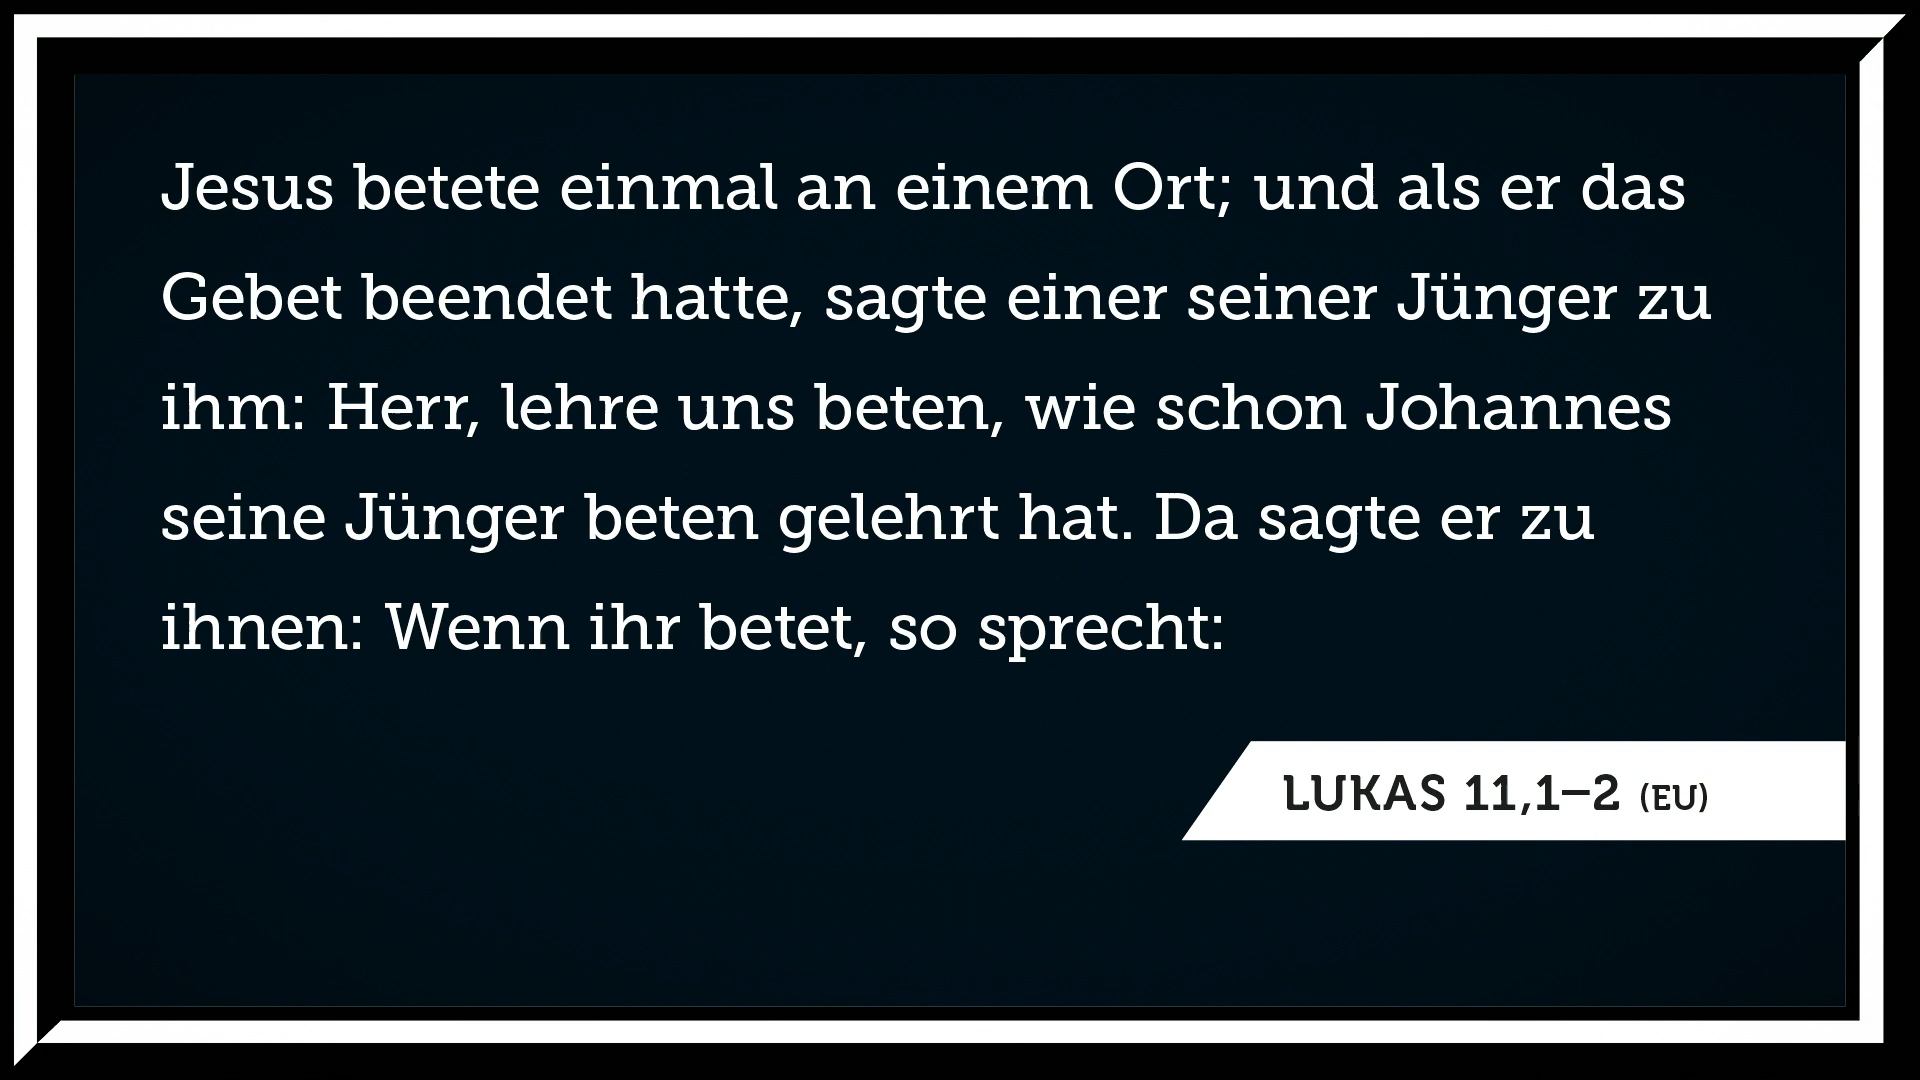 Jesus betete einmal an einem Ort; und als er das
Gebet beendet hatte, sagte einer seiner Jünger zu
ihm: Herr, lehre uns beten, wie schon Johannes
seine Jünger beten gelehrt hat. Da sagte er zu
ihnen: Wenn ihr betet, so sprecht:
LUKAS 11,1–2 (EU)